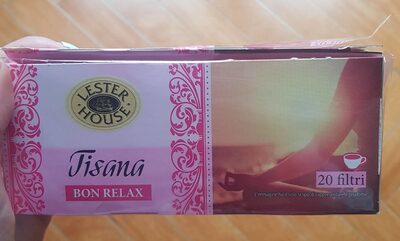 LESTER
HOUSE
Tisana
BON RELAX
20 filtri